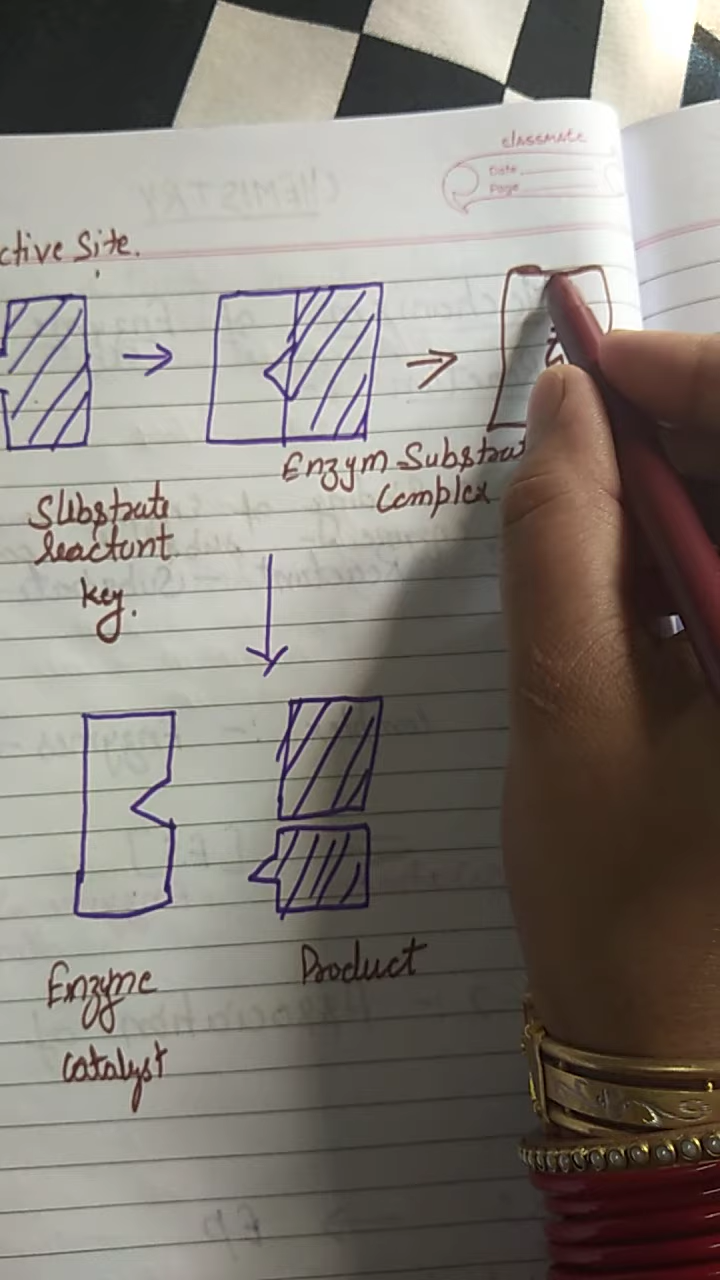 classmate
Date
Page
ctive Site.
Enzym Substrat
Complex
Substrate
reactant
key.
Enzyme
catalyst
Product